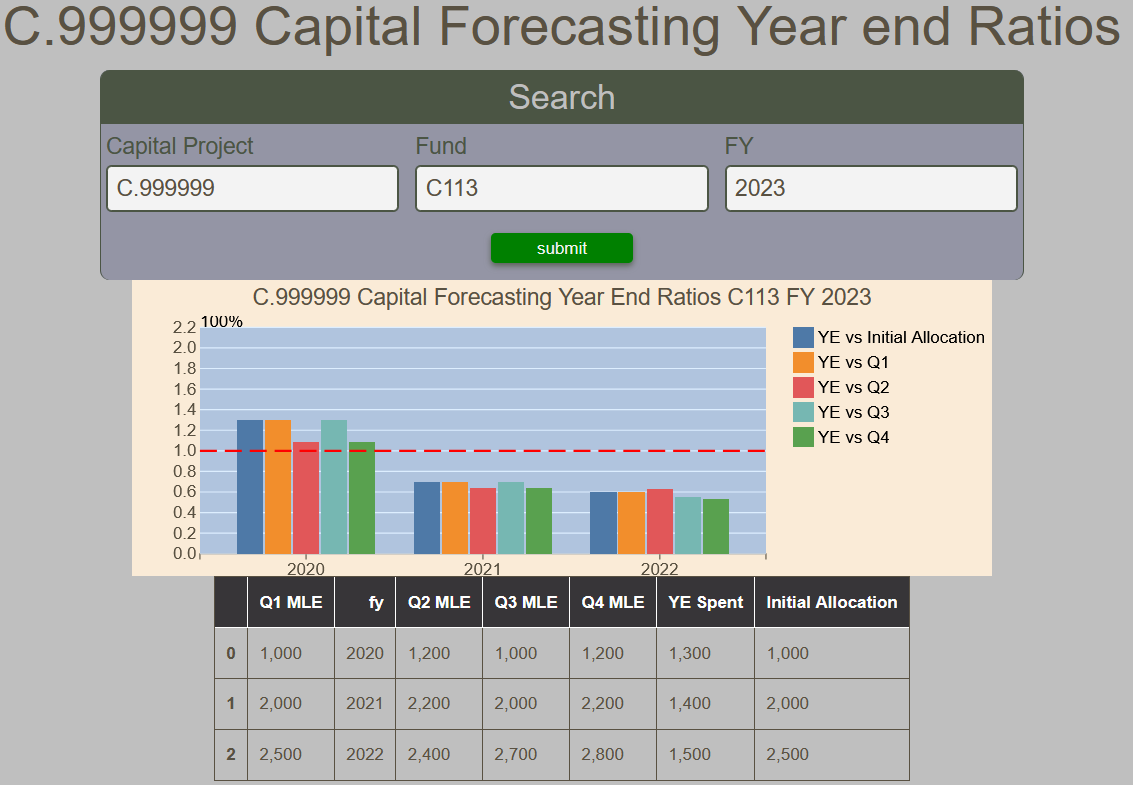 C.999999 Capital Forecasting Year end Ratios
Search
Capital Project Fund FY
C.999999 C113 2023
submit
C.999999 Capital Forecasting Year End Ratios C113 FY 2023
100%
2.2
2.0
1.8
1.6
1.4
1.2
1.0
0.8
0.6
0.4
0.2
0.0
2020 2021 2022
YE vs Initial Allocation
YE vs Q1
YE vs Q2
YE vs Q3
YE vs Q4
Q1 MLE fy Q2 MLE Q3 MLE Q4 MLE YE Spent Initial Allocation
0 1,000 2020 1,200 1,000 1,200 1,300 1,000
1 2,000 2021 2,200 2,000 2,200 1,400 2,000
2 2,500 2022 2,400 2,700 2,800 1,500 2,500